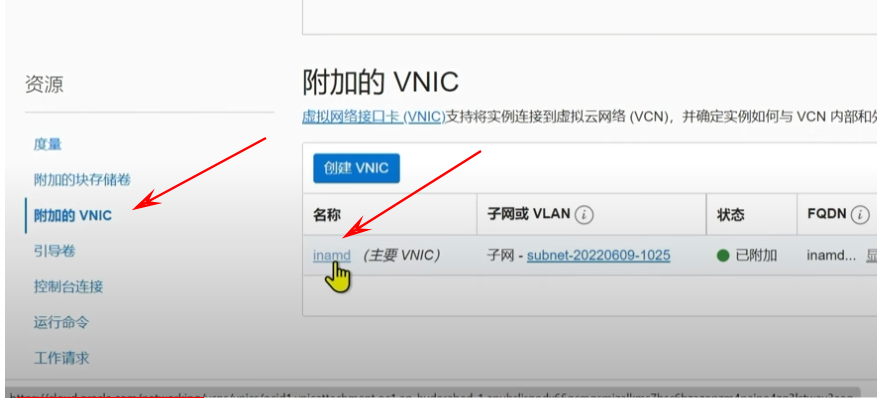 资源
度量
附加的块存储卷
附加的 VNIC
引导卷
控制台连接
运行命令
工作请求
附加的 VNIC
虚拟网络接口卡 (VNIC)支持将实例连接到虚拟云网络 (VCN)，并确定实例如何与 VCN 内部和
创建 VNIC
名称 子网或 VLAN 状态 FQDN
inamd (主要 VNIC) 子网 - subnet-20220609-1025 已附加 inamd...